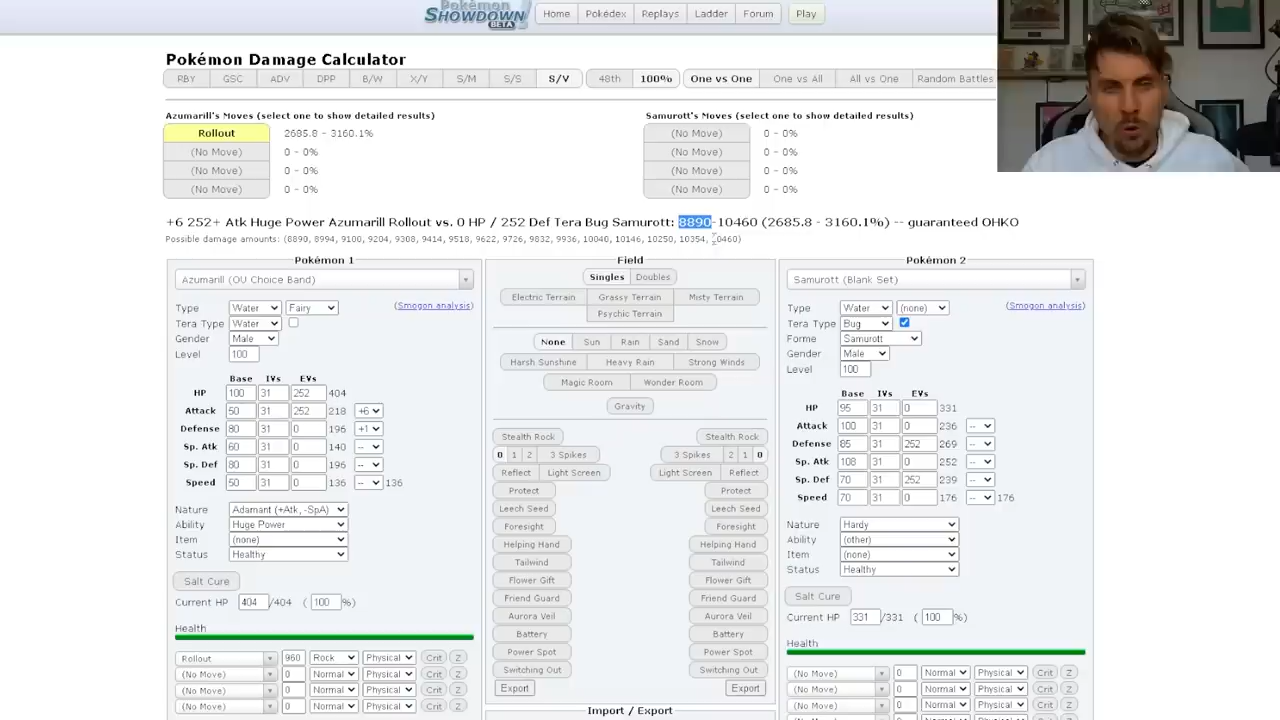 Pokémon
SHOWDOWN!
BETA
Home Pokédex Replays Ladder Forum Play
Pokémon Damage Calculator
RBY GSC ADV DPP B/W X/Y S/M S/S S/V 48th 100% One vs One One vs All All vs One Random Battles
Azumarill's Moves (select one to show detailed results)
Samurott's Moves (select one to show detailed results)
Rollout 2685.8 - 3160.1%
(No Move) 0 - 0%
(No Move) 0 - 0%
(No Move) 0 - 0%
(No Move) 0 - 0%
(No Move) 0 - 0%
(No Move) 0 - 0%
(No Move) 0 - 0%
+6 252+ Atk Huge Power Azumarill Rollout vs. 0 HP / 252 Def Tera Bug Samurott: 8890-10460 (2685.8 - 3160.1%) -- guaranteed OHKO
Possible damage amounts: (8890, 8994, 9100, 9204, 9308, 9414, 9518, 9622, 9726, 9832, 9936, 10040, 10146, 10250, 10354, 10460)
Pokémon 1
Azumarill (OU Choice Band)
Type Water Fairy (Smogon analysis)
Tera Type Water
Gender Male
Level 100
Base IVs EVs
HP 100 31 252 404
Attack 50 31 252 218 +6
Defense 80 31 0 196 +1
Sp. Atk 60 31 0 140 --
Sp. Def 80 31 0 196 --
Speed 50 31 0 136 -- 136
Nature Adamant (+Atk, -SpA)
Ability Huge Power
Item (none)
Status Healthy
Salt Cure
Current HP 404 /404 ( 100 %)
Health
Rollout 960 Rock Physical Crit Z
(No Move) 0 Normal Physical Crit Z
(No Move) 0 Normal Physical Crit Z
(No Move) 0 Normal Physical Crit Z
Field
Singles Doubles
Electric Terrain Grassy Terrain Misty Terrain
Psychic Terrain
None Sun Rain Sand Snow
Harsh Sunshine Heavy Rain Strong Winds
Magic Room Wonder Room
Gravity
Stealth Rock Stealth Rock
0 1 2 3 Spikes 3 Spikes 2 1 0
Reflect Light Screen Light Screen Reflect
Protect Protect
Leech Seed Leech Seed
Foresight Foresight
Helping Hand Helping Hand
Tailwind Tailwind
Flower Gift Flower Gift
Friend Guard Friend Guard
Aurora Veil Aurora Veil
Battery Battery
Power Spot Power Spot
Switching Out Switching Out
Export Export
Import / Export
Pokémon 2
Samurott (Blank Set)
Type Water (none) (Smogon analysis)
Tera Type Bug
Forme Samurott
Gender Male
Level 100
Base IVs EVs
HP 95 31 0 331
Attack 100 31 0 236 --
Defense 85 31 252 269 --
Sp. Atk 108 31 0 252 --
Sp. Def 70 31 252 239 --
Speed 70 31 0 176 -- 176
Nature Hardy
Ability (other)
Item (none)
Status Healthy
Salt Cure
Current HP 331 /331 ( 100 %)
Health
(No Move) 0 Normal Physical Crit Z
(No Move) 0 Normal Physical Crit Z
(No Move) 0 Normal Physical Crit Z